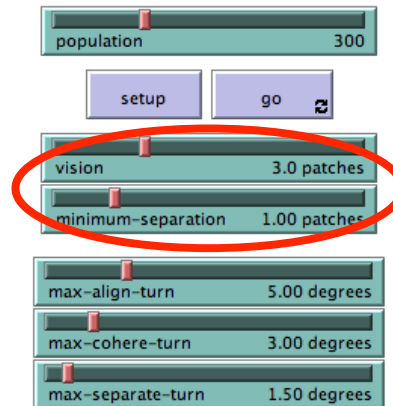 population 300
setup go
vision 3.0 patches
minimum-separation 1.00 patches
max-align-turn 5.00 degrees
max-cohere-turn 3.00 degrees
max-separate-turn 1.50 degrees